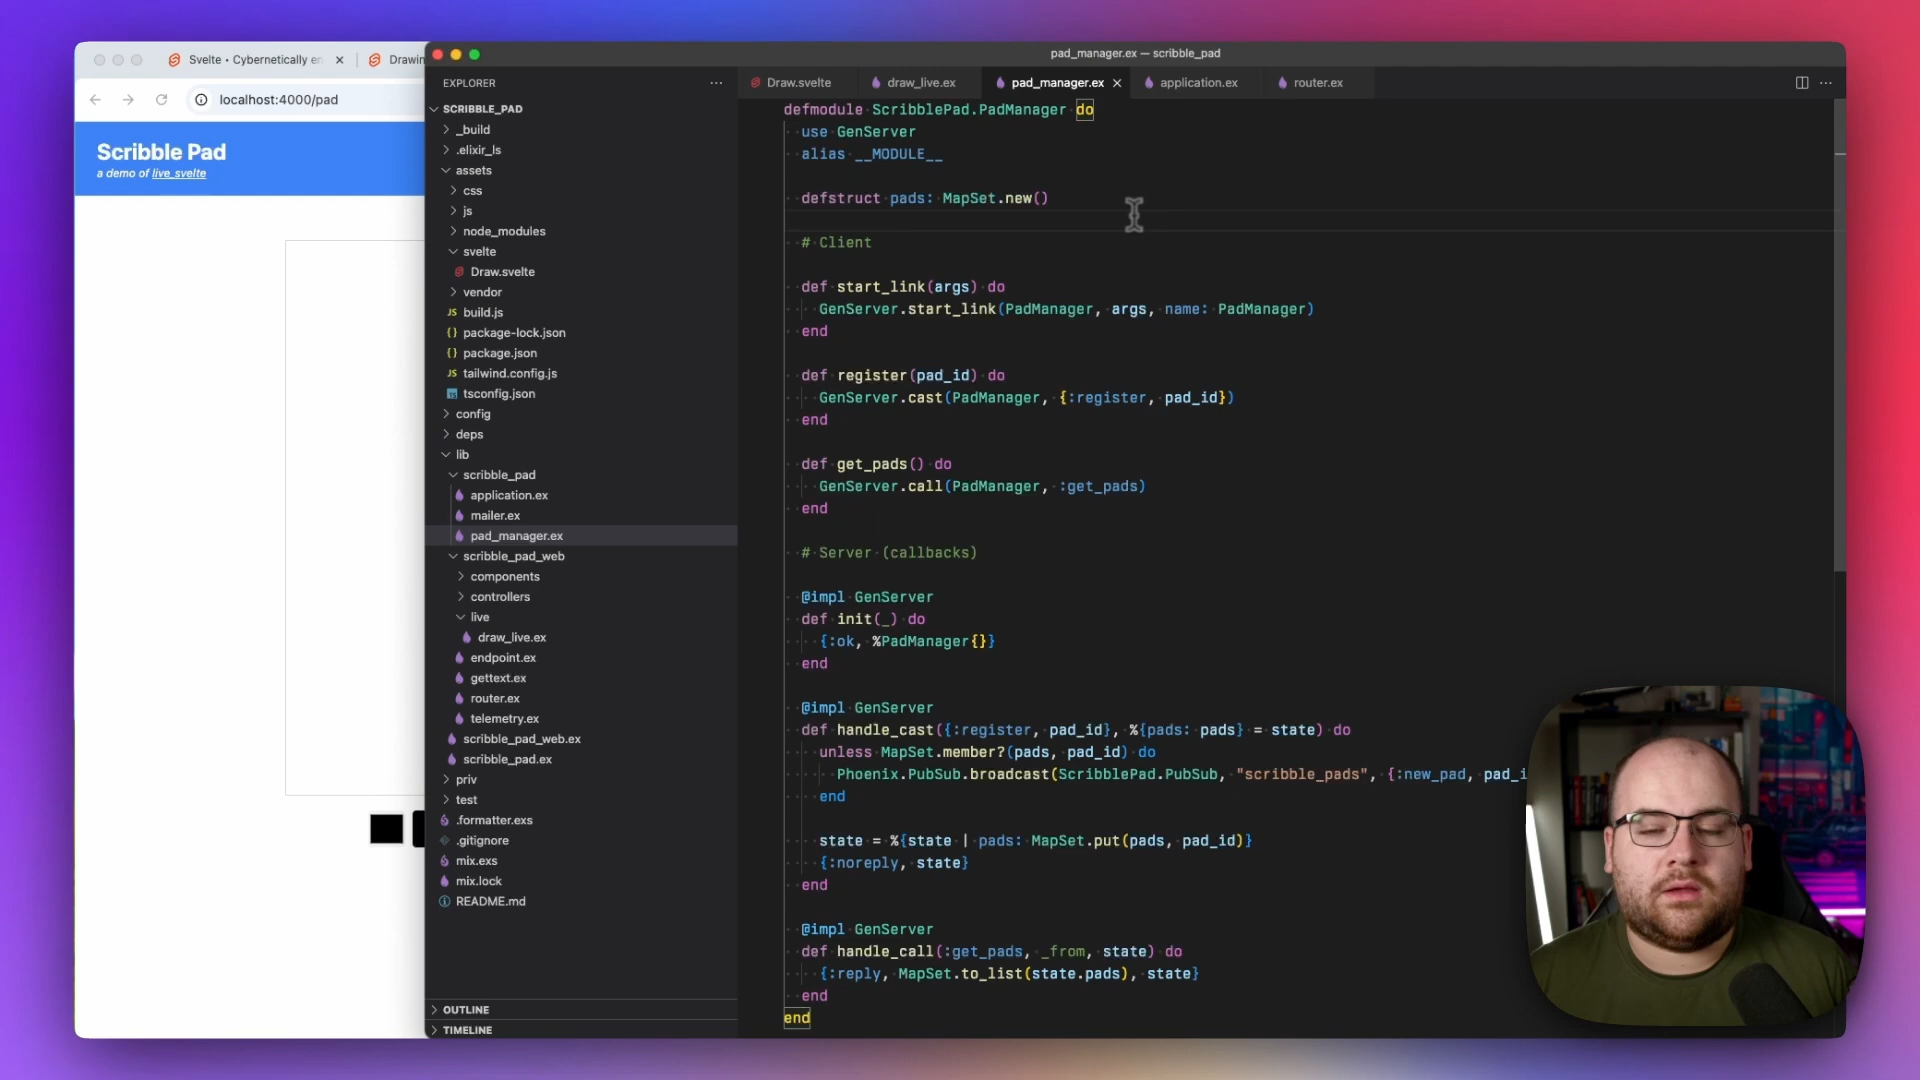 pad_manager.ex — scribble_pad
Svelte • Cybernetically en
Drawin
localhost:4000/pad
Scribble Pad
a demo of live_svelte
EXPLORER
SCRIBBLE_PAD
_build
.elixir_ls
assets
css
js
node_modules
svelte
Draw.svelte
vendor
build.js
package-lock.json
package.json
tailwind.config.js
tsconfig.json
config
deps
lib
scribble_pad
application.ex
mailer.ex
pad_manager.ex
scribble_pad_web
components
controllers
live
draw_live.ex
endpoint.ex
gettext.ex
router.ex
telemetry.ex
scribble_pad_web.ex
scribble_pad.ex
priv
test
.formatter.exs
.gitignore
mix.exs
mix.lock
README.md
OUTLINE
TIMELINE
Draw.svelte
draw_live.ex
pad_manager.ex
application.ex
router.ex
defmodule ScribblePad.PadManager do
use GenServer
alias __MODULE__
defstruct pads: MapSet.new()
# Client
def start_link(args) do
GenServer.start_link(PadManager, args, name: PadManager)
end
def register(pad_id) do
GenServer.cast(PadManager, {:register, pad_id})
end
def get_pads() do
GenServer.call(PadManager, :get_pads)
end
# Server (callbacks)
@impl GenServer
def init(_) do
{:ok, %PadManager{}}
end
@impl GenServer
def handle_cast({:register, pad_id}, %{pads: pads} = state) do
unless MapSet.member?(pads, pad_id) do
Phoenix.PubSub.broadcast(ScribblePad.PubSub, "scribble_pads", {:new_pad, pad_i
end
state = %{state | pads: MapSet.put(pads, pad_id)}
{:noreply, state}
end
@impl GenServer
def handle_call(:get_pads, _from, state) do
{:reply, MapSet.to_list(state.pads), state}
end
end